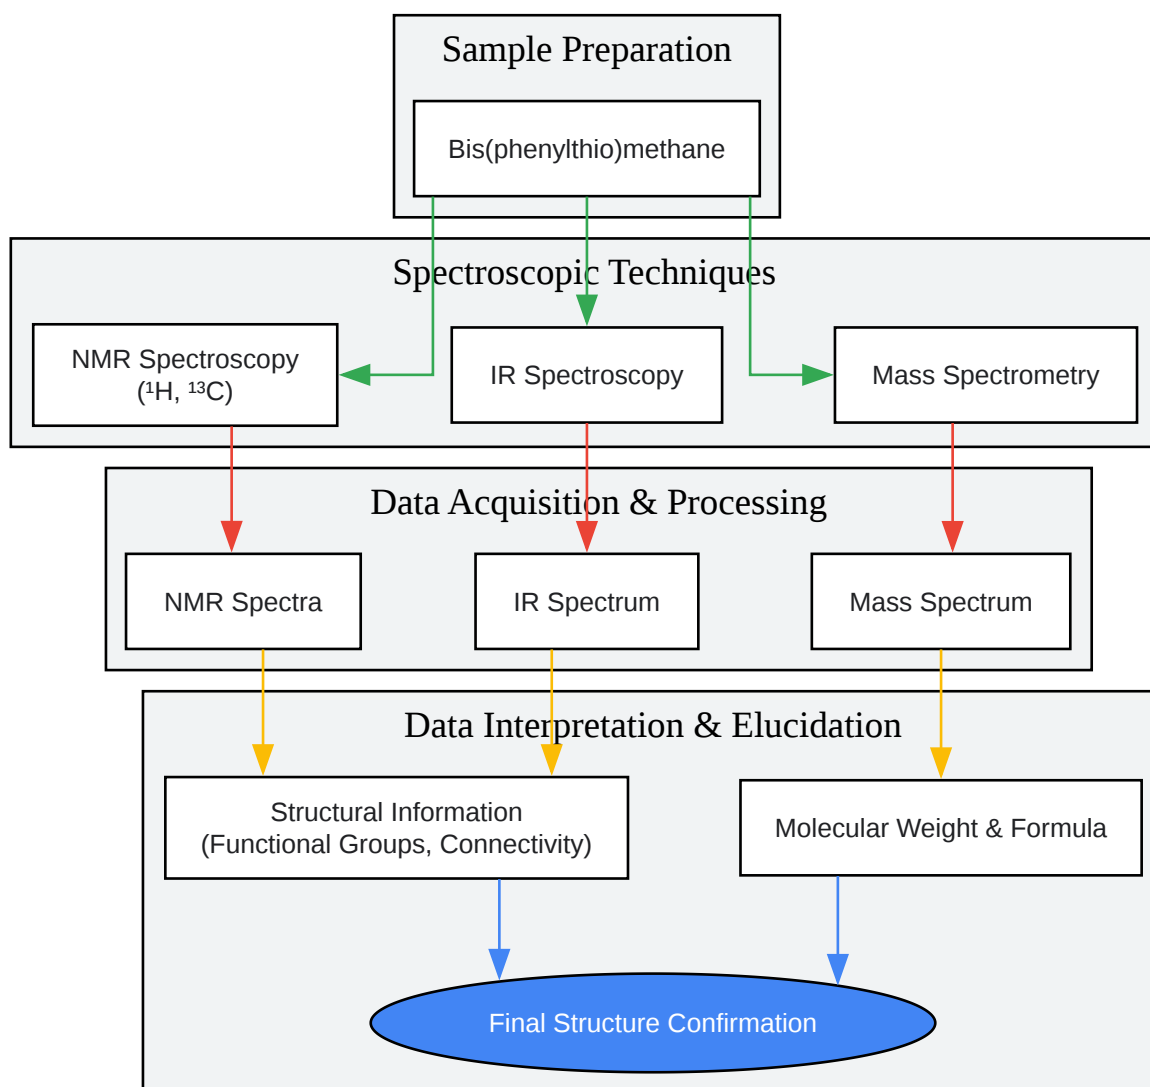 Sample Preparation
Bis(phenylthio)methane
Spectroscopic Techniques
NMR Spectroscopy
(¹H, ¹³C)
IR Spectroscopy
Mass Spectrometry
Data Acquisition & Processing
NMR Spectra
IR Spectrum
Mass Spectrum
Data Interpretation & Elucidation
Structural Information
(Functional Groups, Connectivity)
Molecular Weight & Formula
Final Structure Confirmation